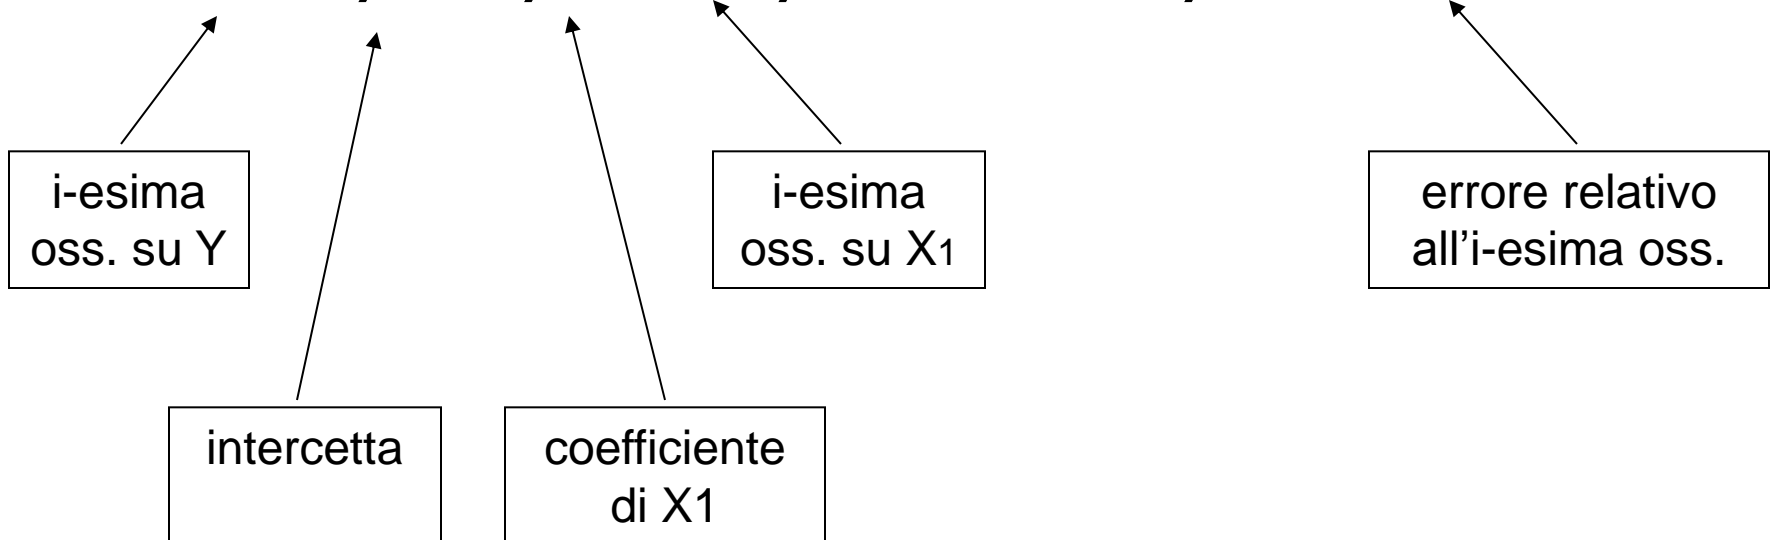 i-esima
oss. su Y
i-esima
oss. su X1
errore relativo
all’i-esima oss.
intercetta
coefficiente
di X1